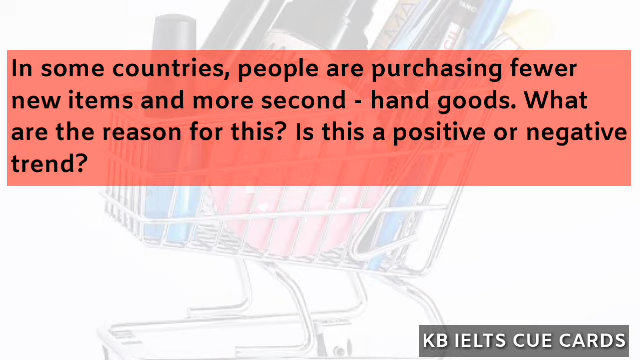 In some countries, people are purchasing fewer
new items and more second - hand goods. What
are the reason for this? Is this a positive or negative
trend?
KB IELTS CUE CARDS